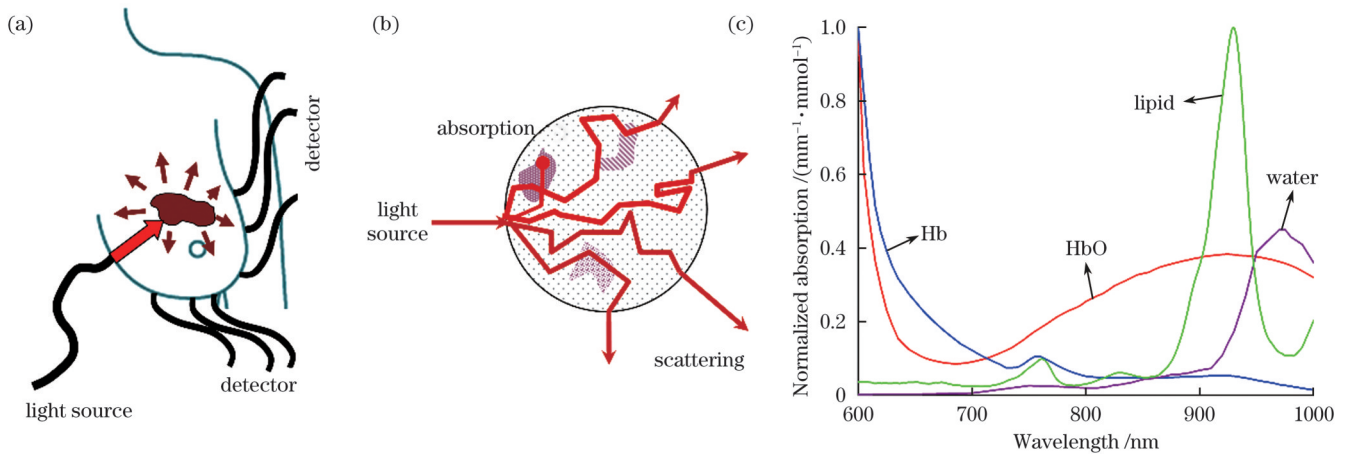 (a)
detector
detector
light source
(b)
absorption
light
source
scattering
(c)
Normalized absorption /(mm⁻¹·mmol⁻¹)
1.0
0.8
0.6
0.4
0.2
0
600
700
800
900
1000
Wavelength /nm
Hb
HbO
lipid
water